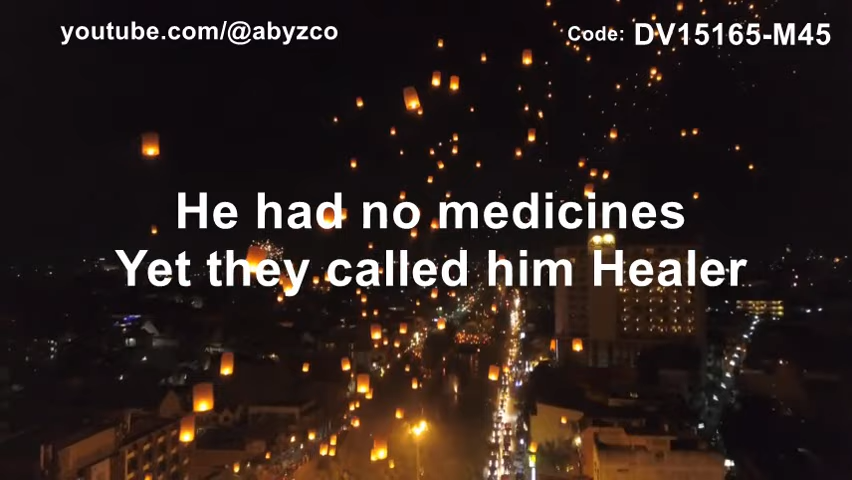 youtube.com/@abyzco
Code: DV15165-M45
He had no medicines
Yet they called him Healer